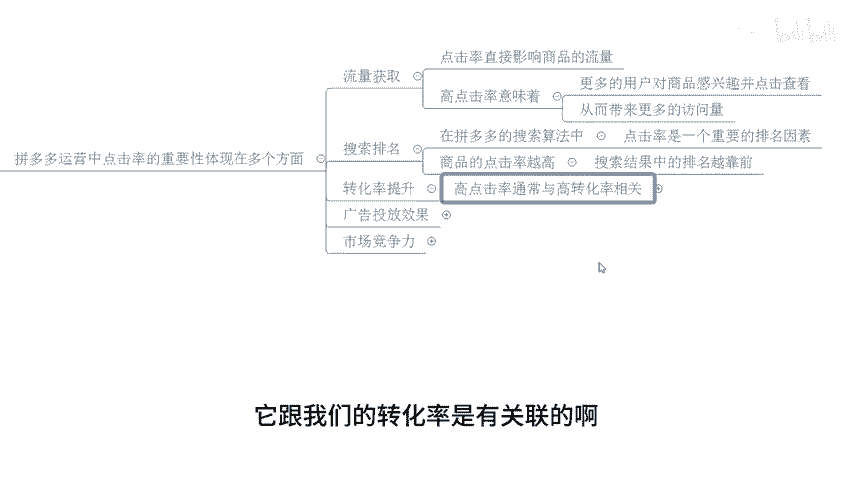 点击率直接影响商品的流量
流量获取
更多的用户对商品感兴趣并点击查看
高点击率意味着
从而带来更多的访问量
在拼多多的搜索算法中
点击率是一个重要的排名因素
搜索排名
拼多多运营中点击率的重要性体现在多个方面
商品的点击率越高
搜索结果中的排名越靠前
转化率提升
高点击率通常与高转化率相关
广告投放效果
市场竞争力
它跟我们的转化率是有关联的啊